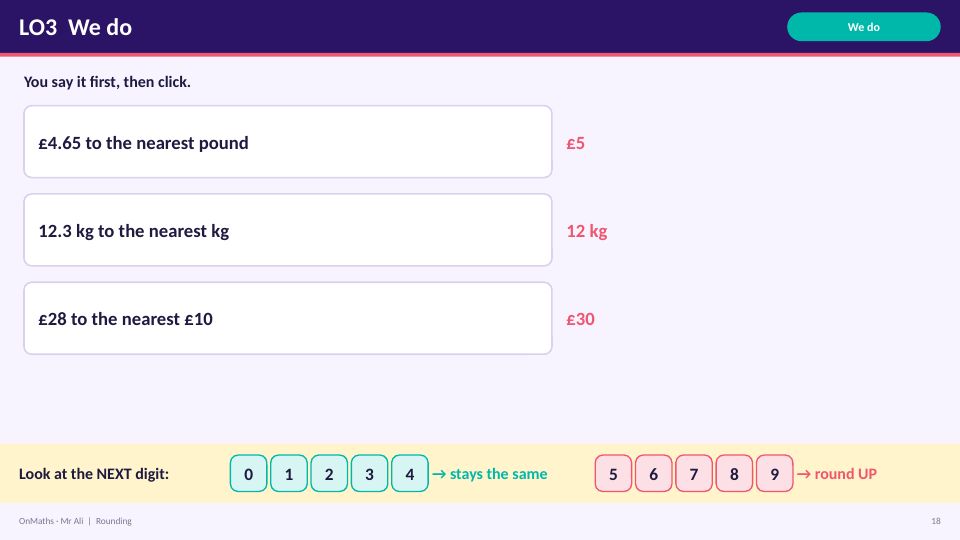 LO3 We do
We do
You say it first, then click.
£4.65 to the nearest pound
£5
12.3 kg to the nearest kg
12 kg
£28 to the nearest £10
£30
Look at the NEXT digit: 0 1 2 3 4 → stays the same 5 6 7 8 9 → round UP
OnMaths - Mr Ali | Rounding
18